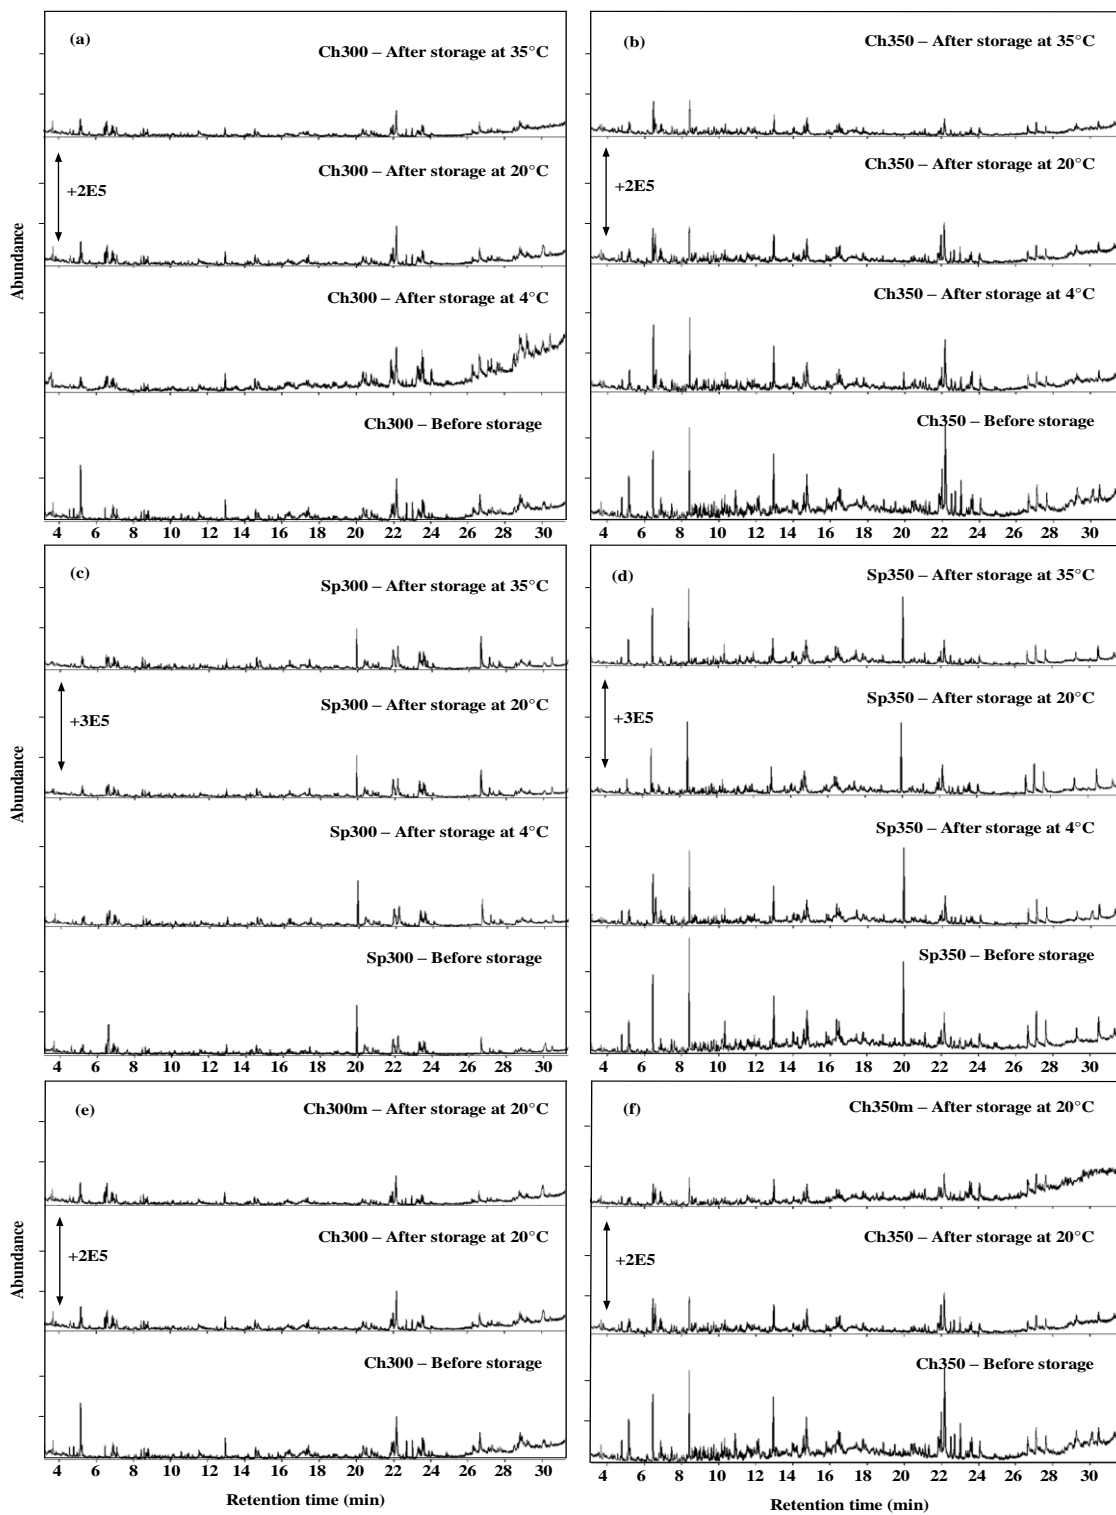 (a)
Ch300 – After storage at 35°C
Ch300 – After storage at 20°C
+2E5
Ch300 – After storage at 4°C
Ch300 – Before storage
Abundance
4 6 8 10 12 14 16 18 20 22 24 26 28 30
(b)
Ch350 – After storage at 35°C
Ch350 – After storage at 20°C
+2E5
Ch350 – After storage at 4°C
Ch350 – Before storage
4 6 8 10 12 14 16 18 20 22 24 26 28 30
(c)
Sp300 – After storage at 35°C
Sp300 – After storage at 20°C
+3E5
Sp300 – After storage at 4°C
Sp300 – Before storage
Abundance
4 6 8 10 12 14 16 18 20 22 24 26 28 30
(d)
Sp350 – After storage at 35°C
Sp350 – After storage at 20°C
+3E5
Sp350 – After storage at 4°C
Sp350 – Before storage
4 6 8 10 12 14 16 18 20 22 24 26 28 30
(e)
Ch300m – After storage at 20°C
Ch300 – After storage at 20°C
+2E5
Ch300 – Before storage
Abundance
4 6 8 10 12 14 16 18 20 22 24 26 28 30
Retention time (min)
(f)
Ch350m – After storage at 20°C
Ch350 – After storage at 20°C
+2E5
Ch350 – Before storage
4 6 8 10 12 14 16 18 20 22 24 26 28 30
Retention time (min)